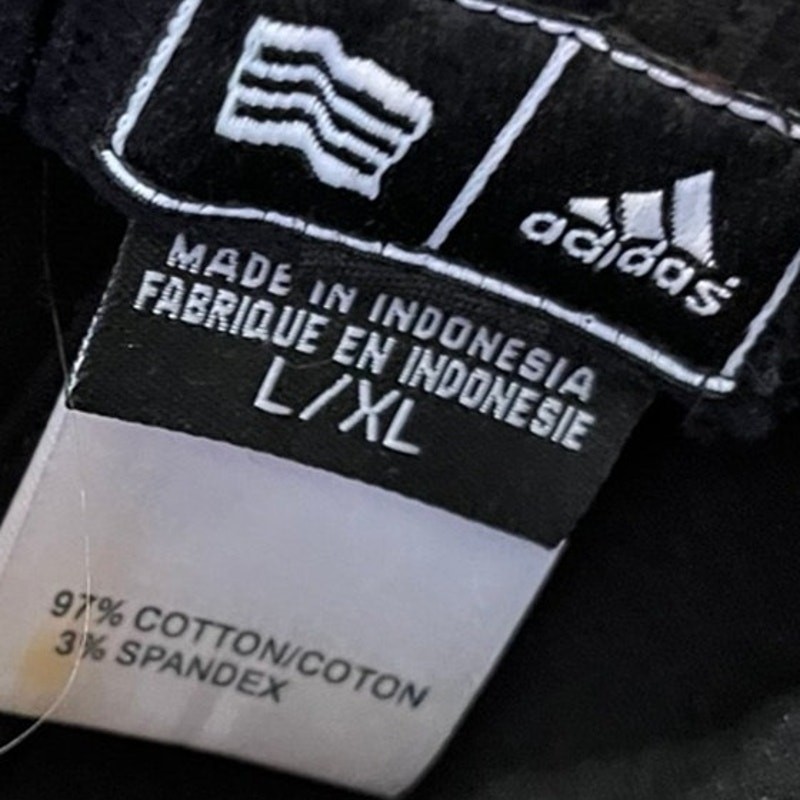 adidas
MADE IN INDONESIA
FABRIQUE EN INDONESIE
L/XL
97% COTTON/COTON
3% SPANDEX